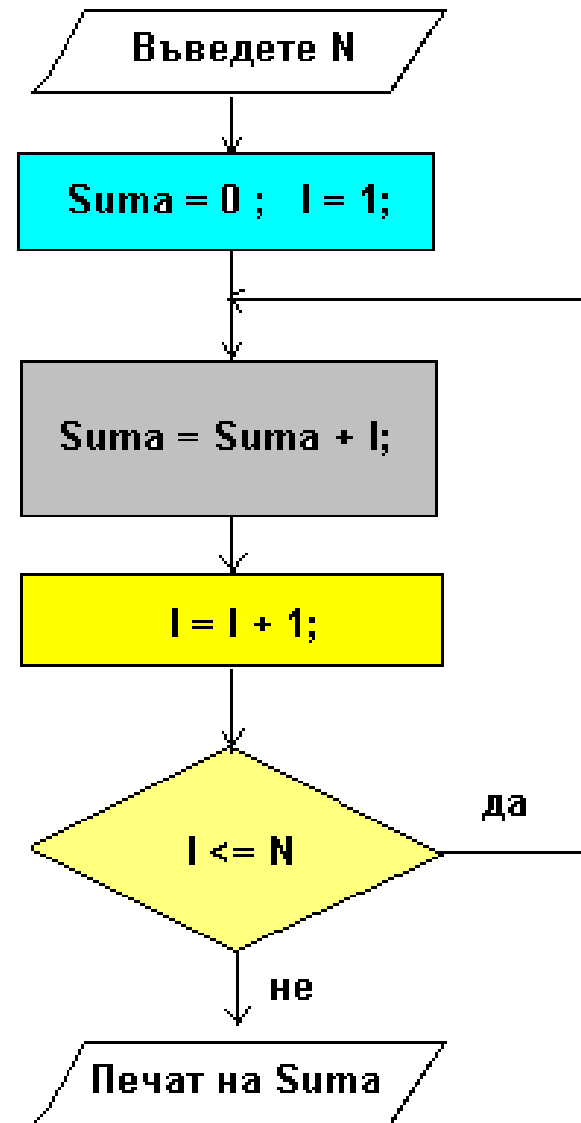 Въведете N
Suma = 0 ; I = 1;
Suma = Suma + I;
I = I + 1;
I <= N
да
не
Печат на Suma